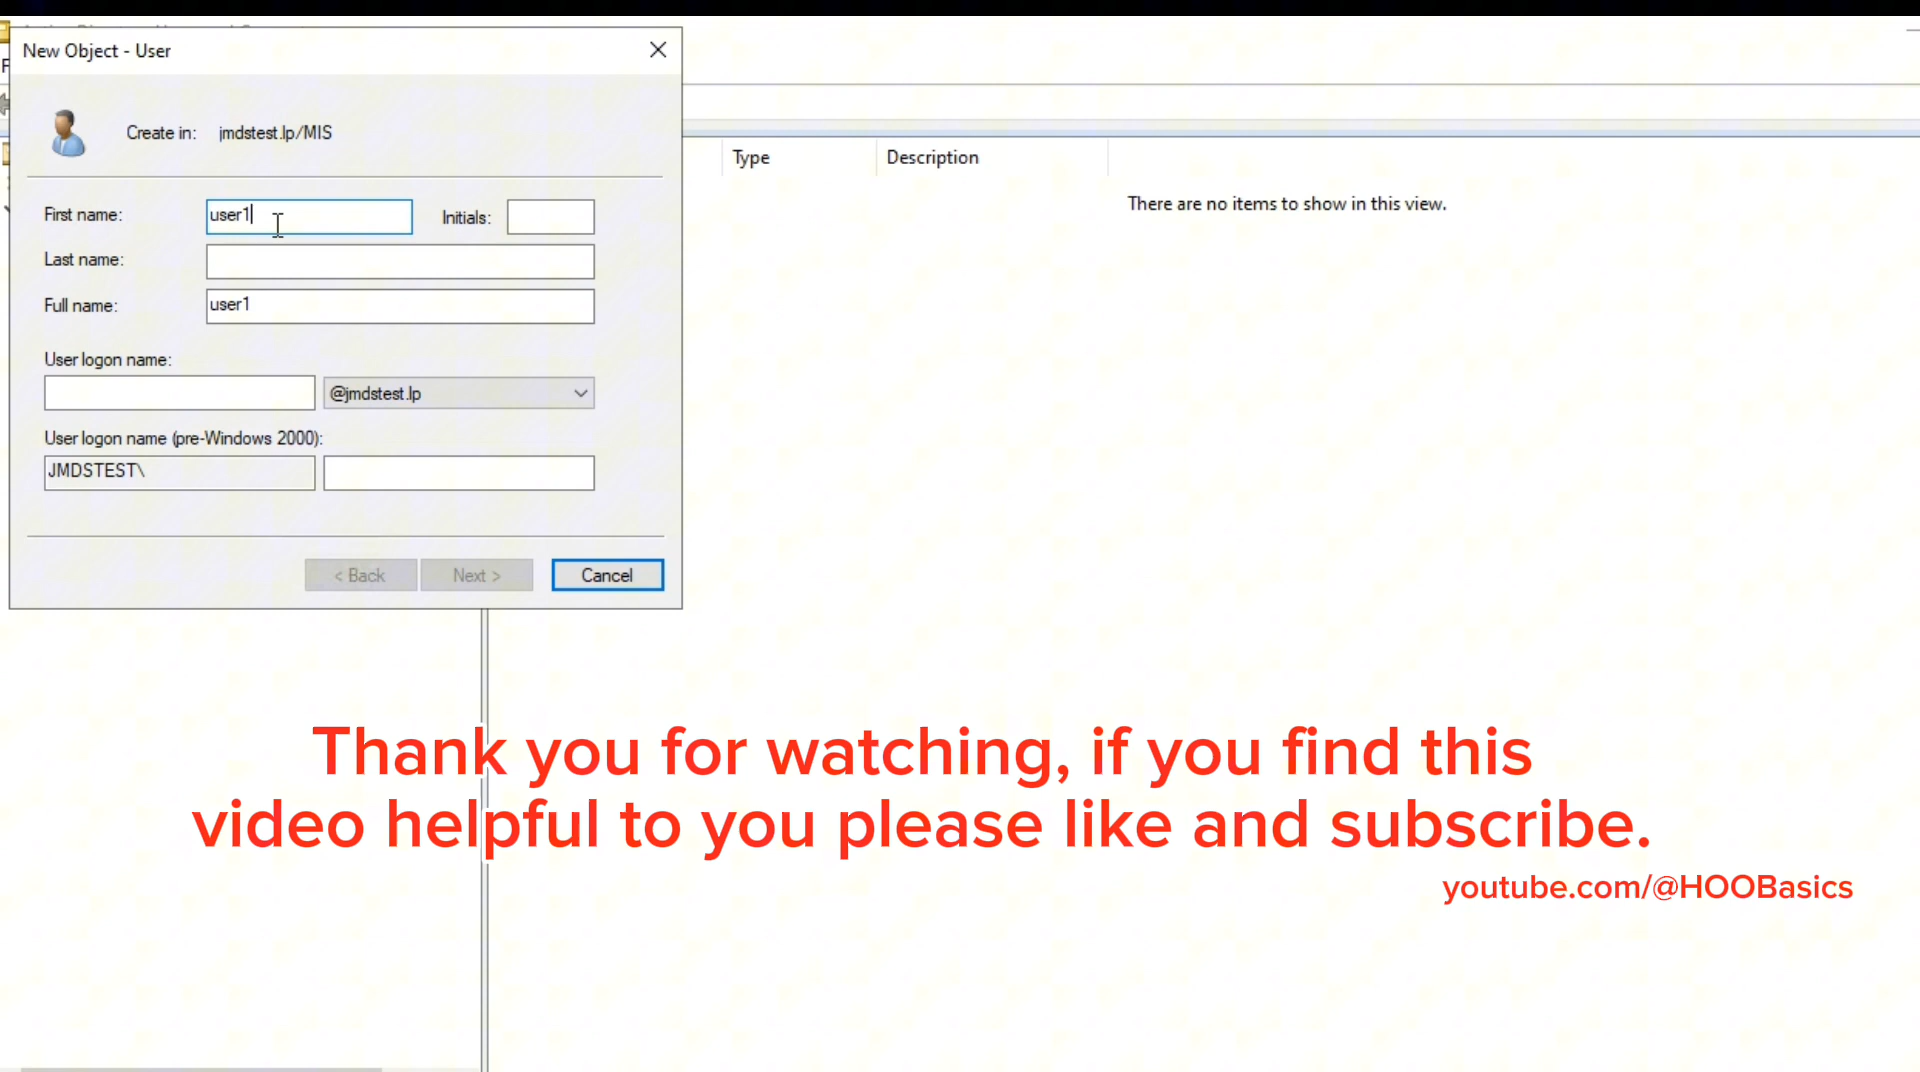 New Object - User
Create in: jmdstest.lp/MIS
Type Description
There are no items to show in this view.
First name: user1 Initials:
Last name:
Full name: user1
User logon name:
@jmdstest.lp
User logon name (pre-Windows 2000):
JMDSTEST\
< Back Next > Cancel
Thank you for watching, if you find this
video helpful to you please like and subscribe.
youtube.com/@HOOBasics